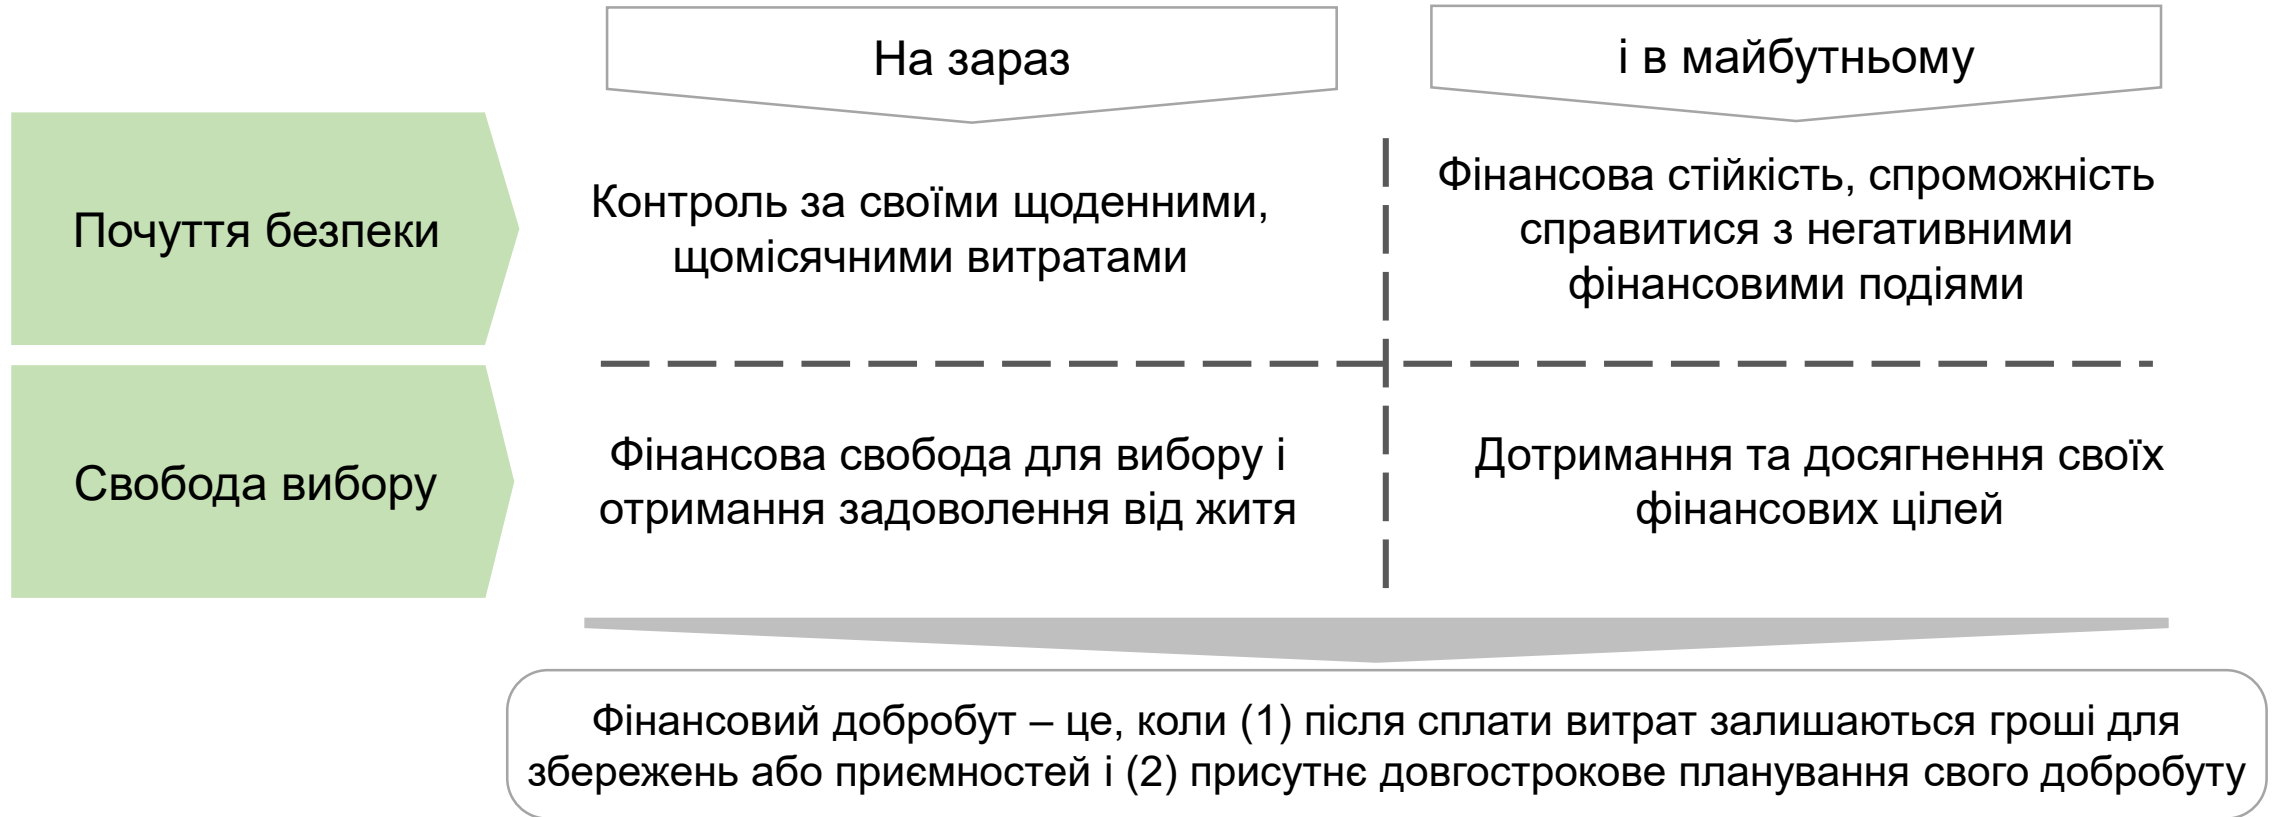 На зараз
і в майбутньому
Почуття безпеки
Контроль за своїми щоденними,
щомісячними витратами
Фінансова стійкість, спроможність
справитися з негативними
фінансовими подіями
Свобода вибору
Фінансова свобода для вибору і
отримання задоволення від житя
Дотримання та досягнення своїх
фінансових цілей
Фінансовий добробут – це, коли (1) після сплати витрат залишаються гроші для
збережень або приємностей і (2) присутнє довгострокове планування свого добробуту